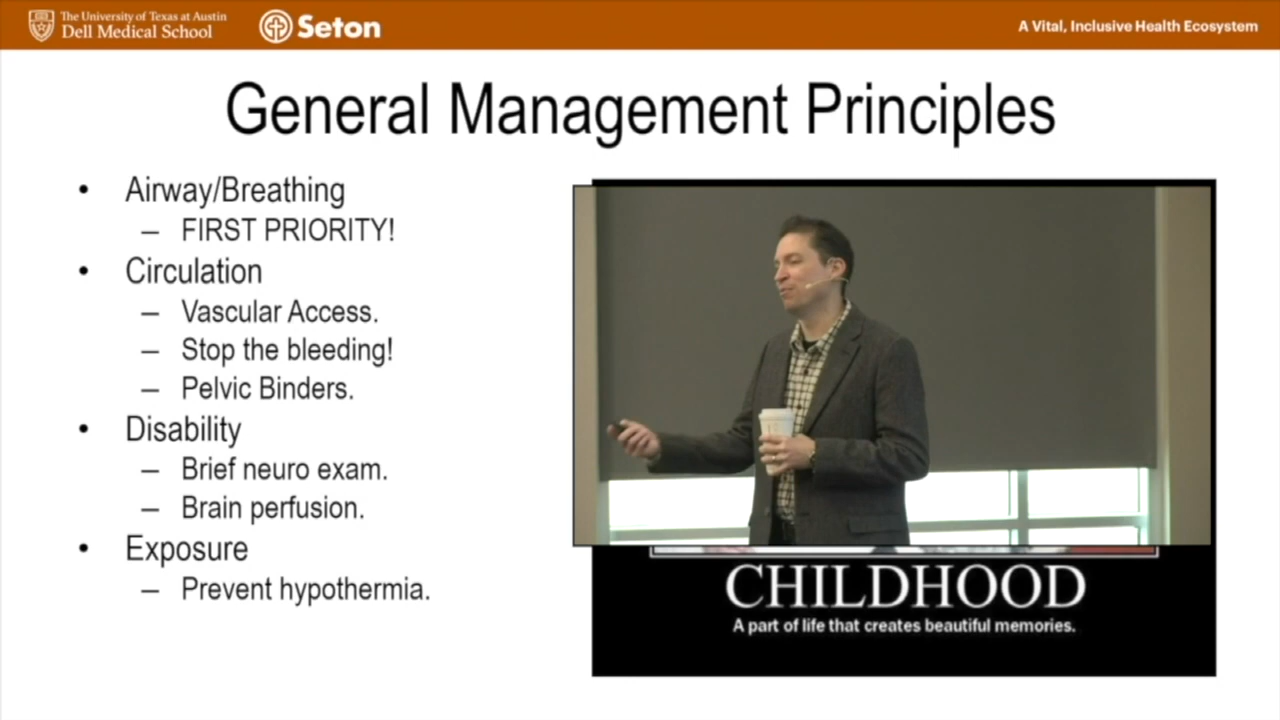 The University of Texas at Austin
Dell Medical School
Seton
A Vital, Inclusive Health Ecosystem
General Management Principles
• Airway/Breathing
– FIRST PRIORITY!
• Circulation
– Vascular Access.
– Stop the bleeding!
– Pelvic Binders.
• Disability
– Brief neuro exam.
– Brain perfusion.
• Exposure
– Prevent hypothermia.
CHILDHOOD
A part of life that creates beautiful memories.